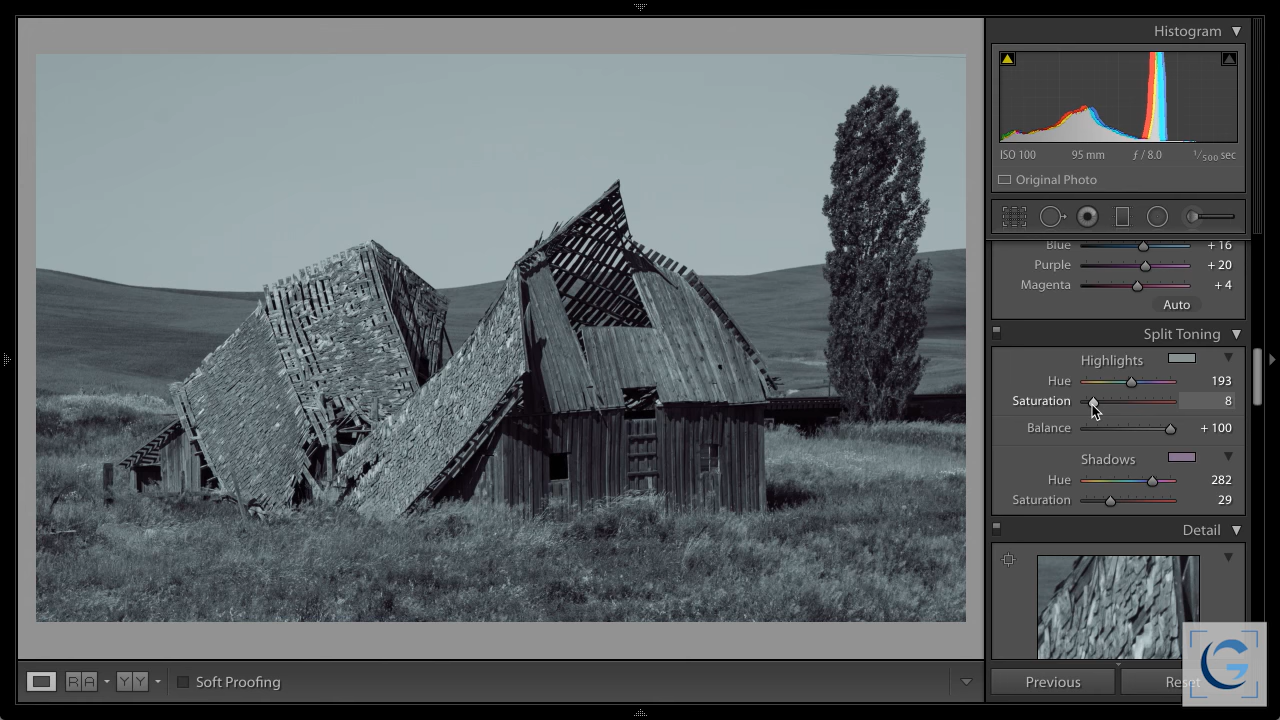 Histogram
ISO 100 95 mm ƒ / 8.0 1/500 sec
Original Photo
Blue + 16
Purple + 20
Magenta + 4
Auto
Split Toning
Highlights
Hue 193
Saturation 8
Balance + 100
Shadows
Hue 282
Saturation 29
Detail
R A Y Y Soft Proofing
Previous Reset
G